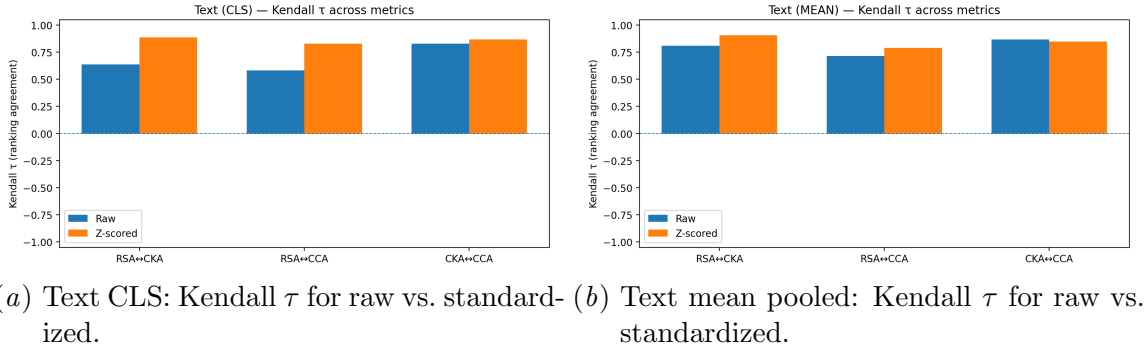 Text (CLS) — Kendall τ across metrics
Kendall τ (ranking agreement)
1.00
0.75
0.50
0.25
0.00
−0.25
−0.50
−0.75
−1.00
Raw
Z-scored
RSA↔CKA
RSA↔CCA
CKA↔CCA
(a) Text CLS: Kendall τ for raw vs. standard-
ized.
Text (MEAN) — Kendall τ across metrics
Kendall τ (ranking agreement)
1.00
0.75
0.50
0.25
0.00
−0.25
−0.50
−0.75
−1.00
Raw
Z-scored
RSA↔CKA
RSA↔CCA
CKA↔CCA
(b) Text mean pooled: Kendall τ for raw vs.
standardized.